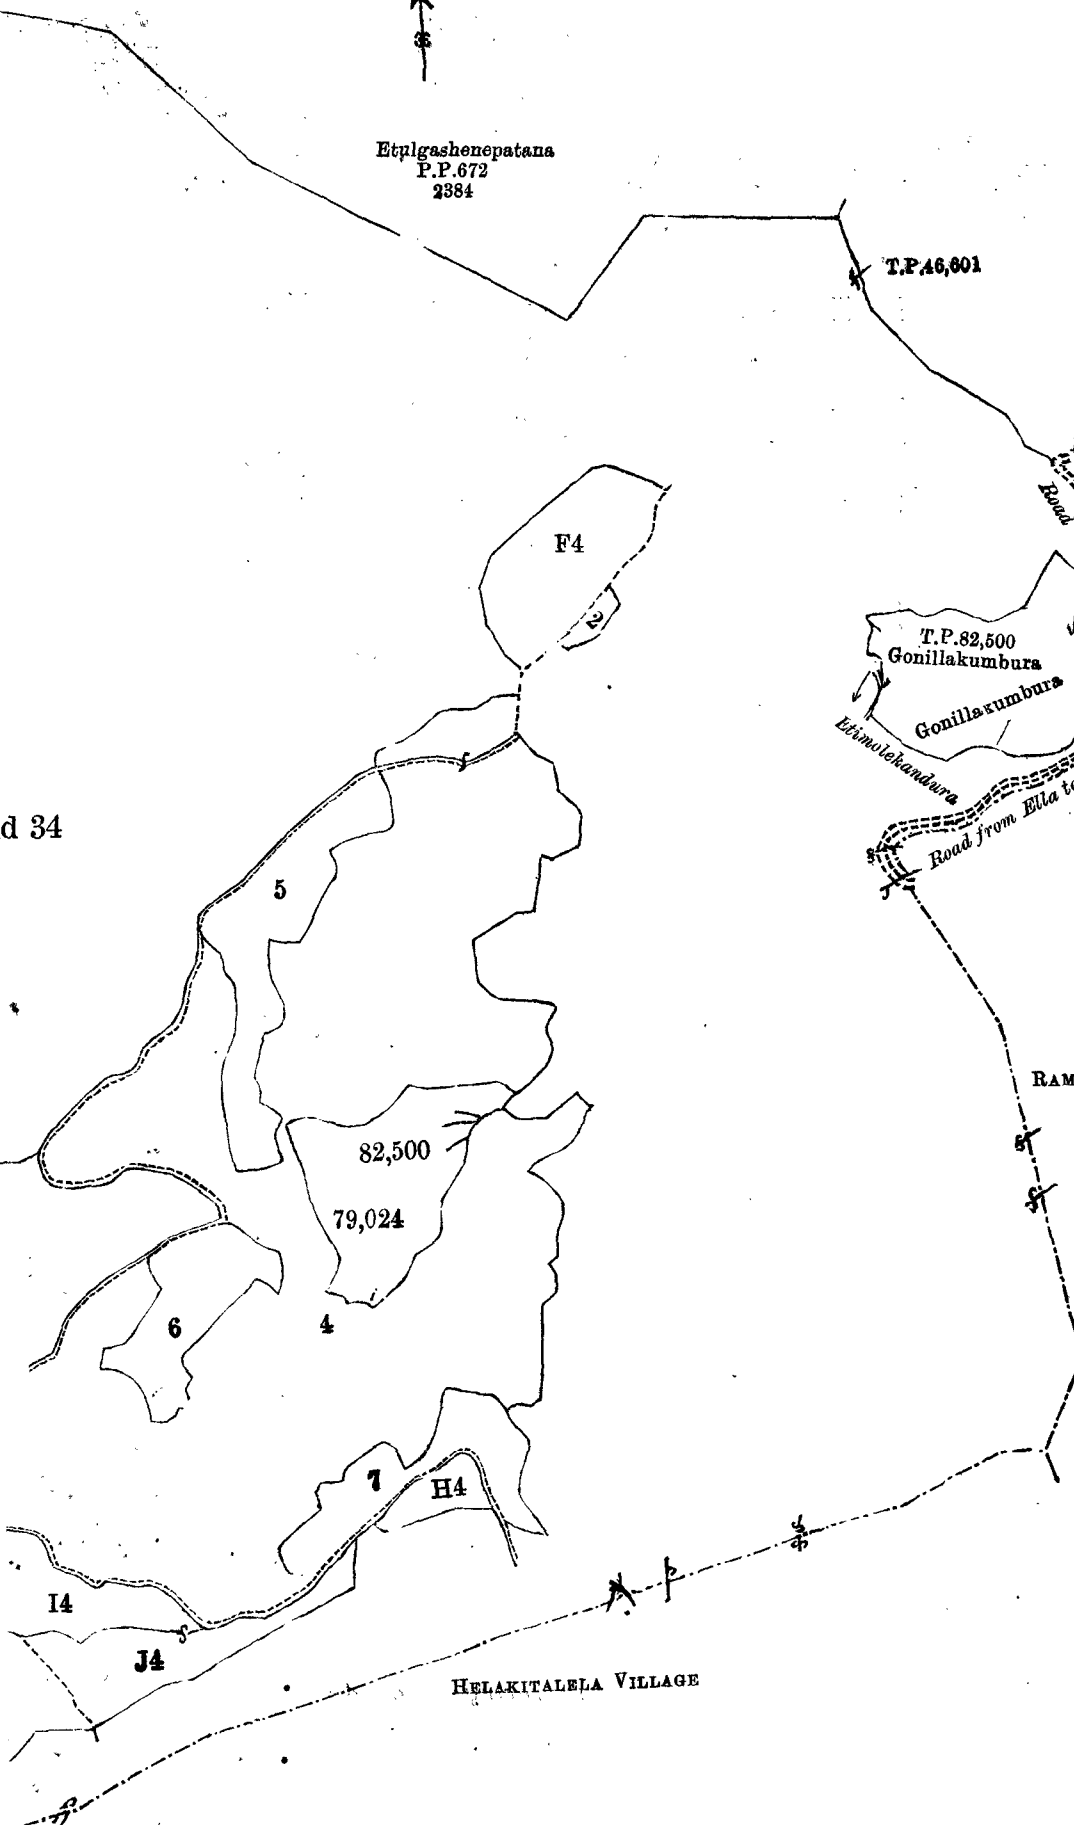 Etulgashenepatana
P.P.672
2384
T.P.46,601
Road
F4
2
T.P.82,500
Gonillakumbura
Gonillakumbura
Etimolekandura
Road from Ella to
d 34
5
RAM
82,500
79,024
4
6
7
H4
I4
J4
HELAKITALELA VILLAGE